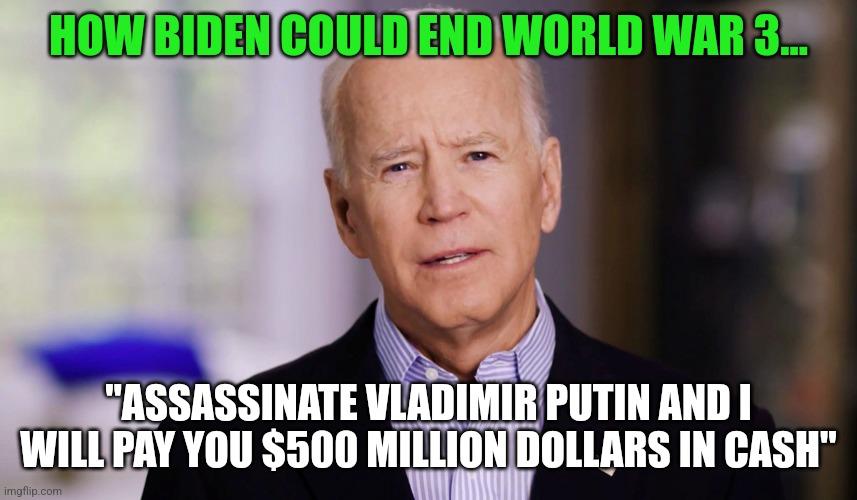 HOW BIDEN COULD END WORLD WAR 3...
"ASSASSINATE VLADIMIR PUTIN AND I
WILL PAY YOU $500 MILLION DOLLARS IN CASH"
imgflip.com